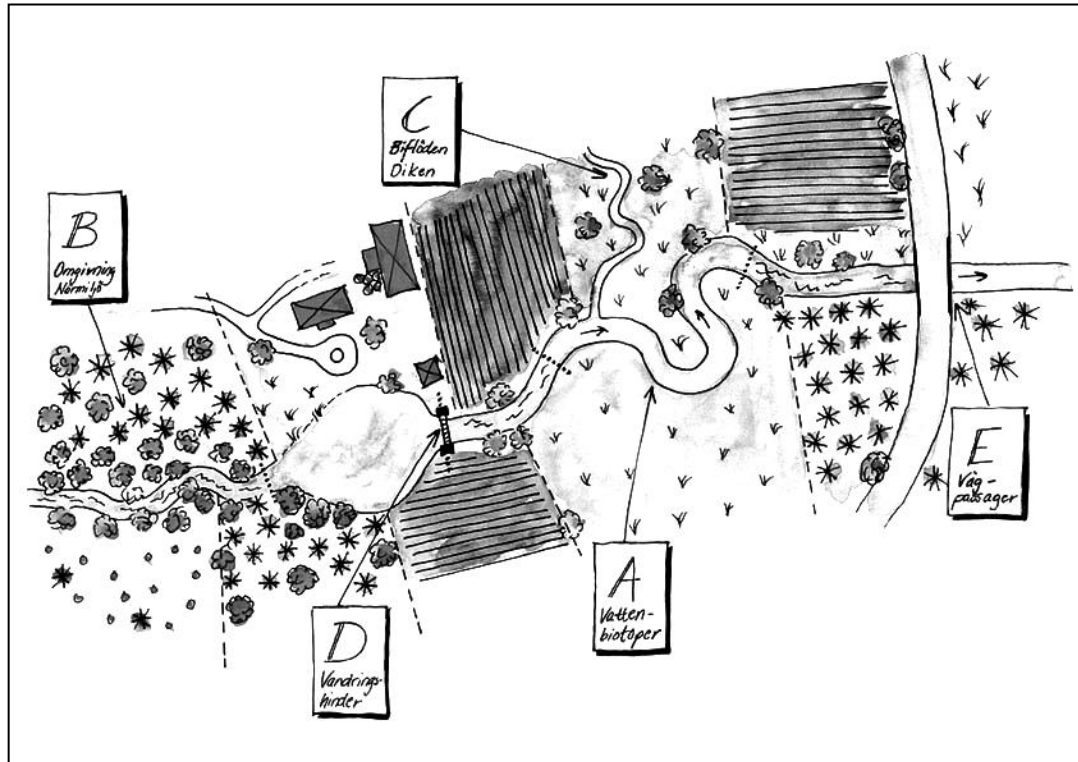 C
Biflöden
Diken
B
Omgivning
Närmiljö
E
Väg-
passager
A
Vatten-
biotoper
D
Vandrings-
hinder